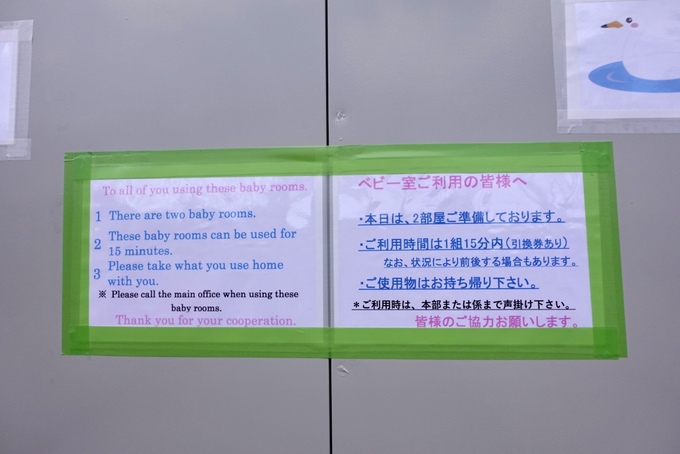 To all of you using these baby rooms.
1 There are two baby rooms.
2 These baby rooms can be used for
15 minutes.
3 Please take what you use home
with you.
※ Please call the main office when using these
baby rooms.
Thank you for your cooperation.
ベビー室ご利用の皆様へ
・本日は、2部屋ご準備しております。
・ご利用時間は1組15分内(引換券あり)
なお、状況により前後する場合もあります。
・ご使用物はお持ち帰り下さい。
＊ご利用時は、本部または係まで声掛け下さい。
皆様のご協力お願いします。